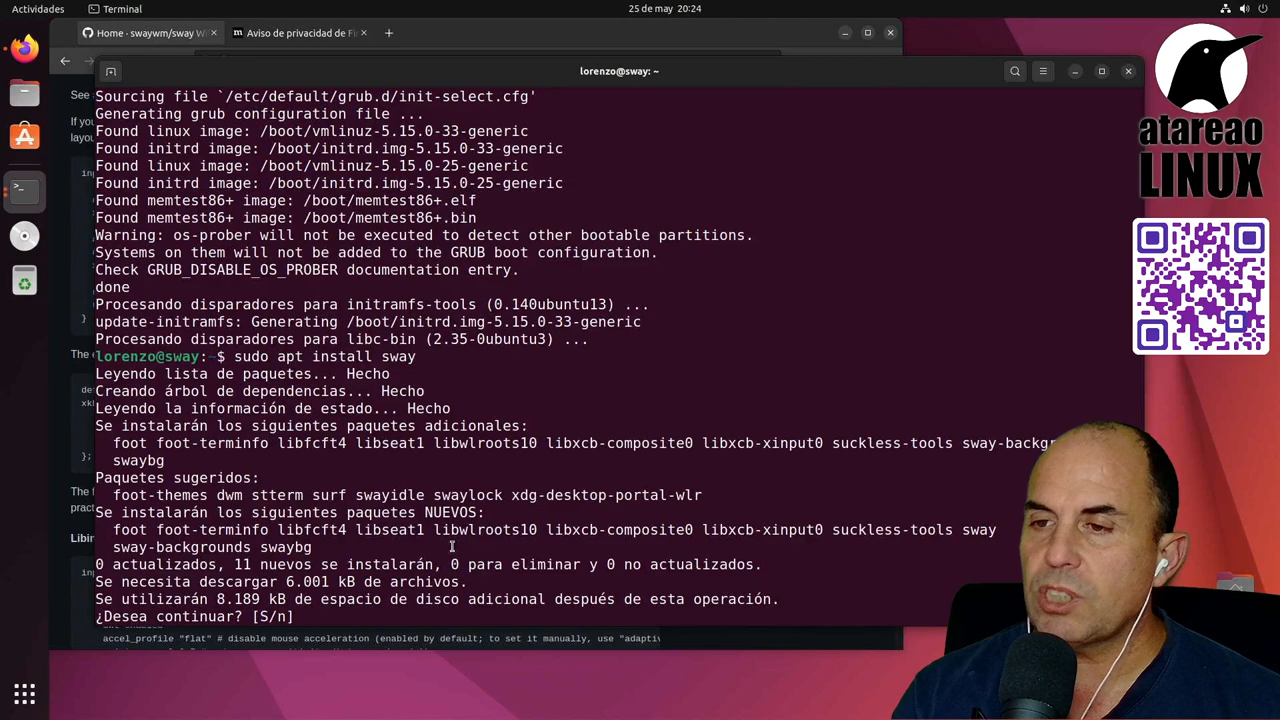 Actividades
Terminal
25 de may 20:24
Home · swaywm/sway Wi
Aviso de privacidad de Fi
lorenzo@sway: ~
See
If you
layou
in
}
The
de
xk
};
The f
pract
Libin
in
Sourcing file `/etc/default/grub.d/init-select.cfg'
Generating grub configuration file ...
Found linux image: /boot/vmlinuz-5.15.0-33-generic
Found initrd image: /boot/initrd.img-5.15.0-33-generic
Found linux image: /boot/vmlinuz-5.15.0-25-generic
Found initrd image: /boot/initrd.img-5.15.0-25-generic
Found memtest86+ image: /boot/memtest86+.elf
Found memtest86+ image: /boot/memtest86+.bin
Warning: os-prober will not be executed to detect other bootable partitions.
Systems on them will not be added to the GRUB boot configuration.
Check GRUB_DISABLE_OS_PROBER documentation entry.
done
Procesando disparadores para initramfs-tools (0.140ubuntu13) ...
update-initramfs: Generating /boot/initrd.img-5.15.0-33-generic
Procesando disparadores para libc-bin (2.35-0ubuntu3) ...
lorenzo@sway:~$ sudo apt install sway
Leyendo lista de paquetes... Hecho
Creando árbol de dependencias... Hecho
Leyendo la información de estado... Hecho
Se instalarán los siguientes paquetes adicionales:
foot foot-terminfo libfcft4 libseat1 libwlroots10 libxcb-composite0 libxcb-xinput0 suckless-tools sway-backgr
swaybg
Paquetes sugeridos:
foot-themes dwm stterm surf swayidle swaylock xdg-desktop-portal-wlr
Se instalarán los siguientes paquetes NUEVOS:
foot foot-terminfo libfcft4 libseat1 libwlroots10 libxcb-composite0 libxcb-xinput0 suckless-tools sway
sway-backgrounds swaybg
0 actualizados, 11 nuevos se instalarán, 0 para eliminar y 0 no actualizados.
Se necesita descargar 6.001 kB de archivos.
Se utilizarán 8.189 kB de espacio de disco adicional después de esta operación.
¿Desea continuar? [S/n]
accel_profile "flat" # disable mouse acceleration (enabled by default; to set it manually, use "adaptiv
atareao
LINUX